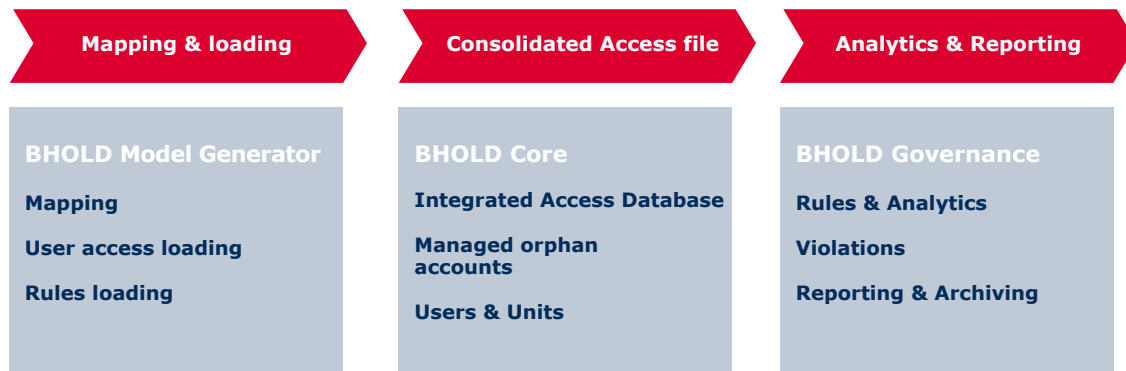 Mapping & loading
Consolidated Access file
Analytics & Reporting
BHOLD Model Generator
Mapping
User access loading
Rules loading
BHOLD Core
Integrated Access Database
Managed orphan
accounts
Users & Units
BHOLD Governance
Rules & Analytics
Violations
Reporting & Archiving